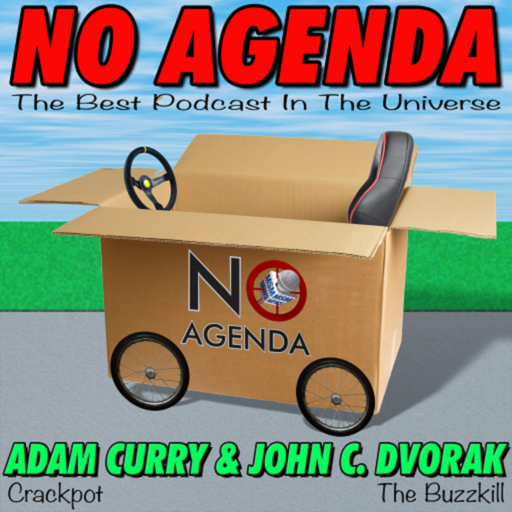 NO AGENDA
The Best Podcast In The Universe
NO
AGENDA
ADAM CURRY & JOHN C. DVORAK
Crackpot
The Buzzkill